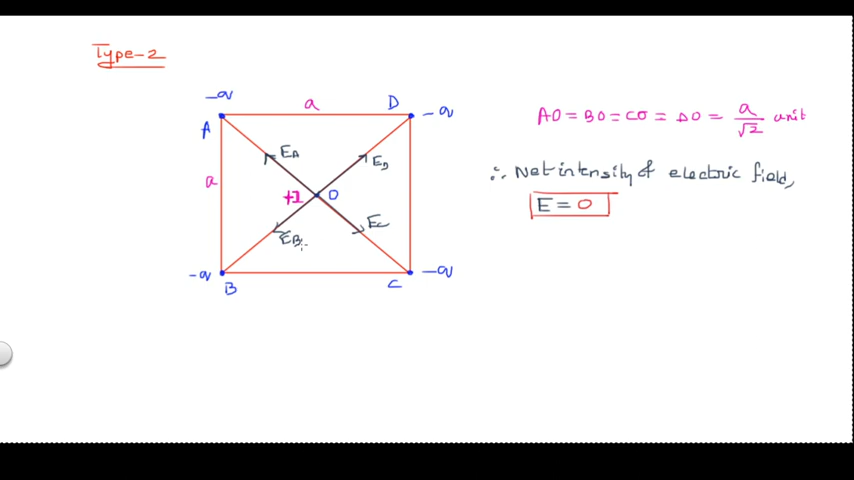 Type-2
-q
a
D
-q
A
AO = BO = CO = DO = a/√2 unit
EA
ED
a
∴ Net intensity of electric field,
+1
O
E = 0
EC
EB
-q
-q
B
C